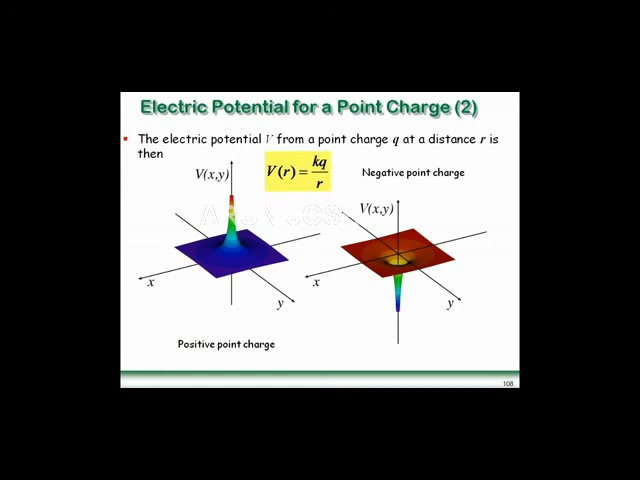 Electric Potential for a Point Charge (2)
The electric potential V from a point charge q at a distance r is
then
V(r) = kq/r
V(x,y)
Negative point charge
V(x,y)
x
y
x
y
Positive point charge
108